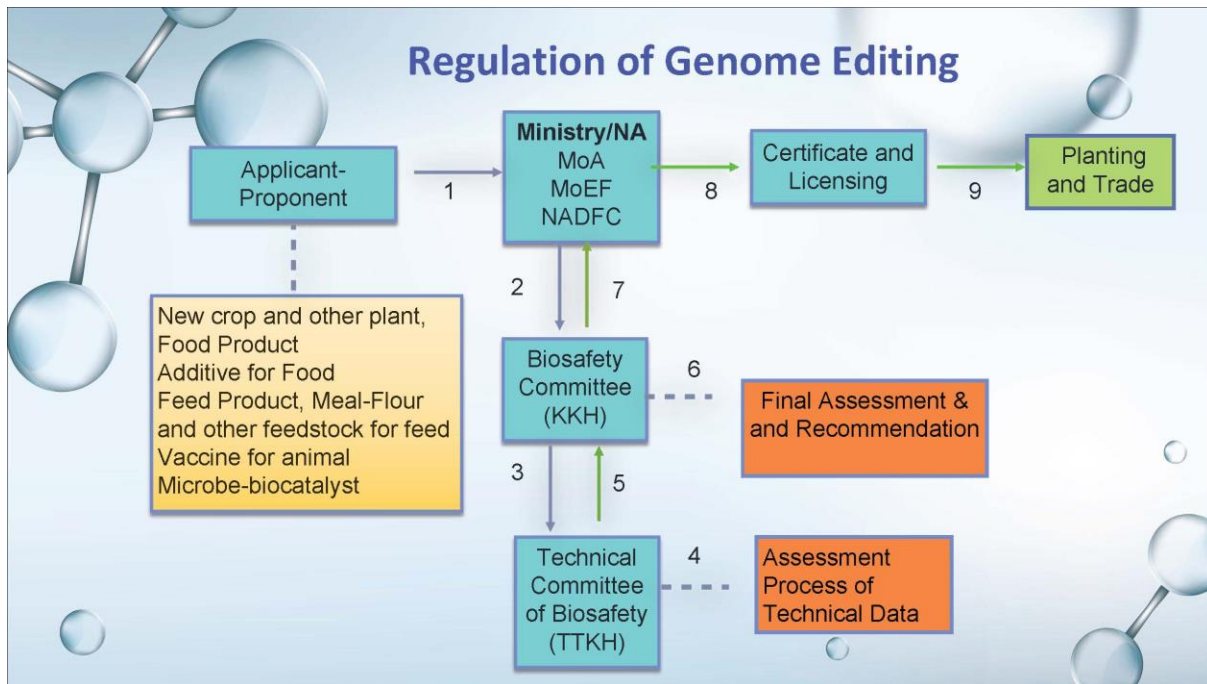 Regulation of Genome Editing
Applicant-
Proponent
1
Ministry/NA
MoA
MoEF
NADFC
8
Certificate and
Licensing
9
Planting
and Trade
New crop and other plant,
Food Product
Additive for Food
Feed Product, Meal-Flour
and other feedstock for feed
Vaccine for animal
Microbe-biocatalyst
2
7
Biosafety
Committee
(KKH)
6
Final Assessment &
and Recommendation
3
5
Technical
Committee
of Biosafety
(TTKH)
4
Assessment
Process of
Technical Data